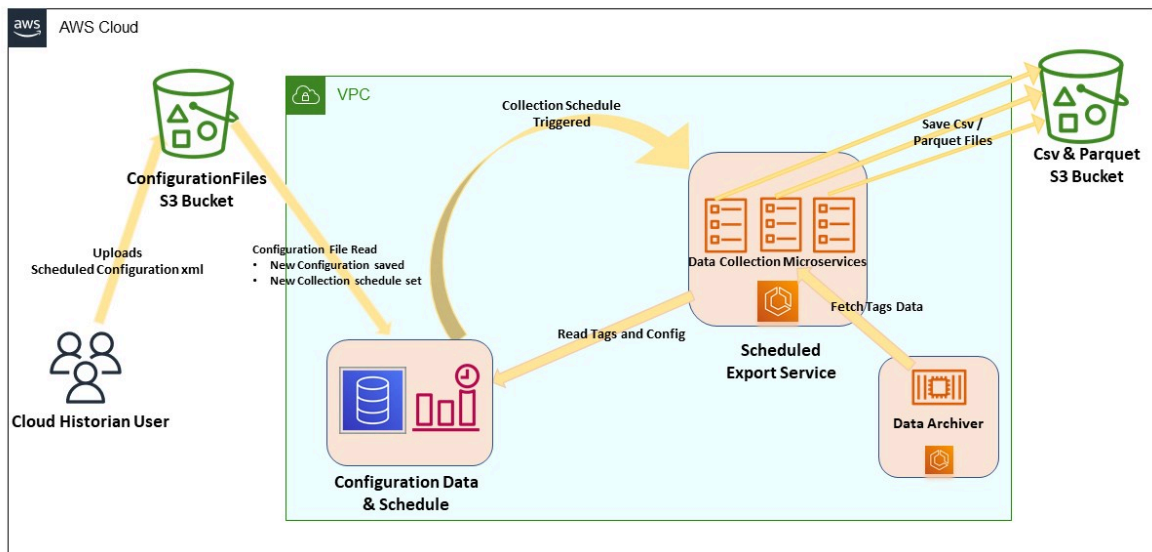 aws
AWS Cloud
VPC
ConfigurationFiles
S3 Bucket
Collection Schedule
Triggered
Save Csv /
Parquet Files
Csv & Parquet
S3 Bucket
Uploads
Scheduled Configuration xml
Configuration File Read
• New Configuration saved
• New Collection schedule set
Data Collection Microservices
Fetch Tags Data
Read Tags and Config
Scheduled
Export Service
Cloud Historian User
Data Archiver
Configuration Data
& Schedule